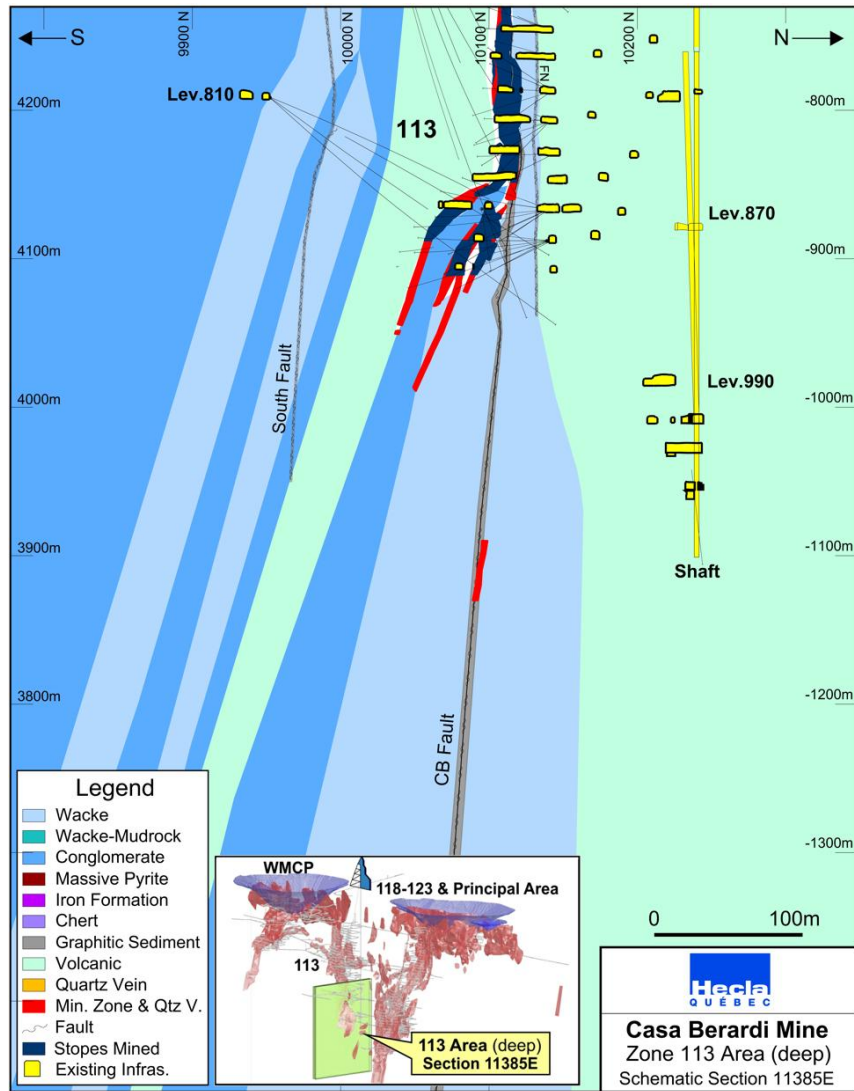 S
9900 N
10000 N
10100 N
10200 N
N
Lev.810
113
FN
4200m
-800m
Lev.870
4100m
-900m
Lev.990
4000m
-1000m
South Fault
3900m
-1100m
Shaft
3800m
-1200m
CB Fault
-1300m
Legend
Wacke
Wacke-Mudrock
Conglomerate
Massive Pyrite
Iron Formation
Chert
Graphitic Sediment
Volcanic
Quartz Vein
Min. Zone & Qtz V.
Fault
Stopes Mined
Existing Infras.
WMCP
118-123 & Principal Area
113
113 Area (deep)
Section 11385E
0 100m
Hecla
QUÉBEC
Casa Berardi Mine
Zone 113 Area (deep)
Schematic Section 11385E